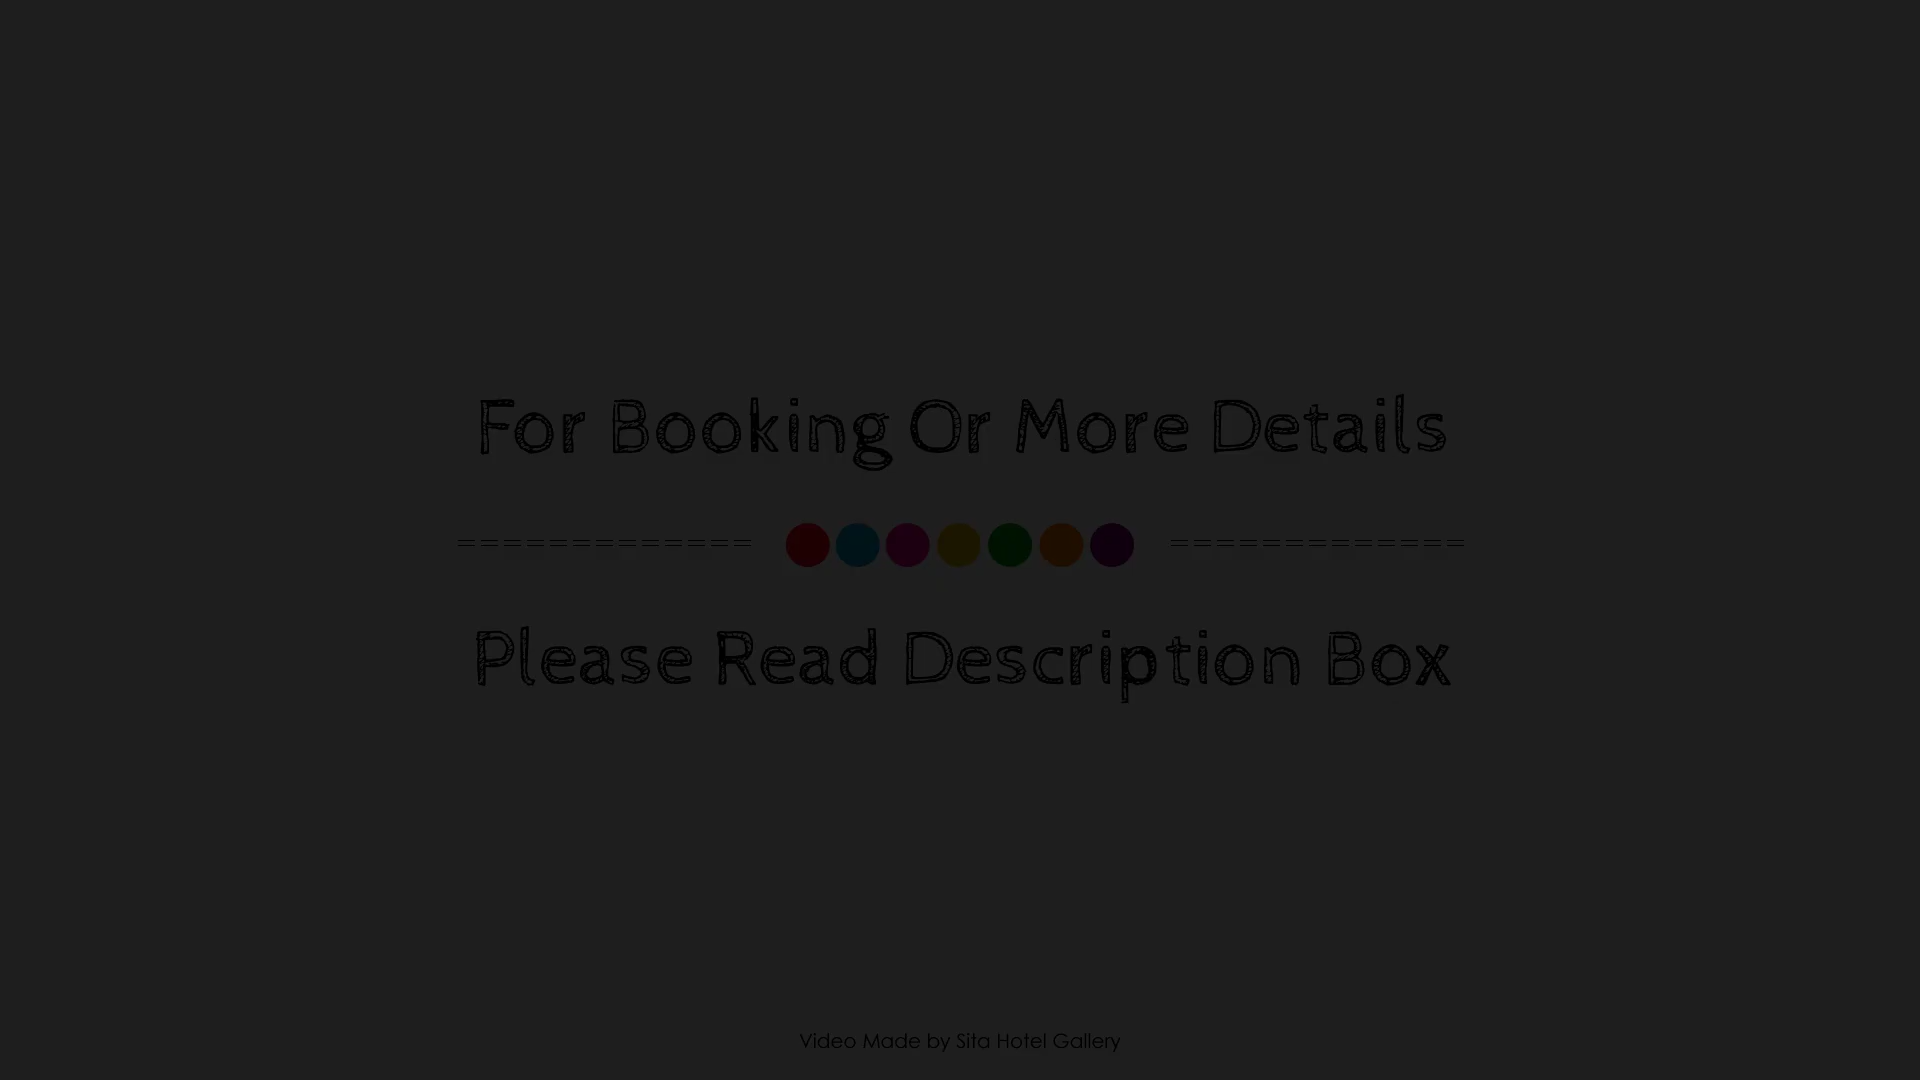 For Booking Or More Details
============= =============
Please Read Description Box
Video Made by Sita Hotel Gallery